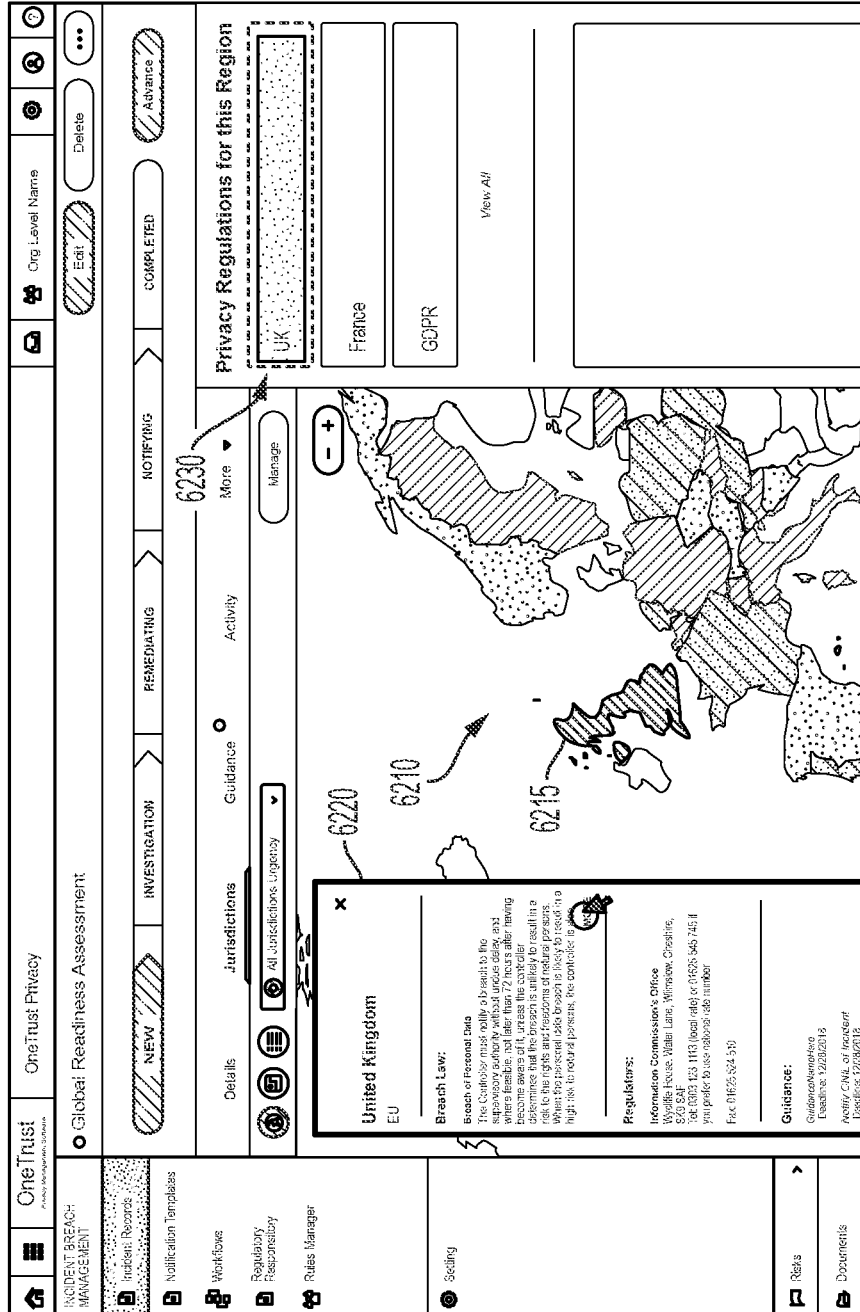 OneTrust
Privacy Management Software
OneTrust Privacy
Org Level Name
?
INCIDENT BREACH
MANAGEMENT
Incident Records
Notification Templates
Workflows
Regulatory
Responsitory
Rules Manager
Setting
Risks
Documents
Global Readiness Assessment
Edit
Delete
•••
NEW
INVESTIGATION
REMEDIATING
NOTIFYING
COMPLETED
Advance
Details
Jurisdictions
Guidance
Activity
More
6230
All Jurisdictions Urgency
Manage
- +
6220
6210
6215
United Kingdom
EU
X
Breach Law:
Breach of Personal Data
The Controller must notify a breach to the
supervisory authority without undue delay, and
where feasible, not later than 72 hours after having
become aware of it, unless the controller
determines that the breach is unlikely to result in a
risk to the rights and freedoms of natural persons.
When the personal data breach is likely to result in a
high risk to natural persons, the controller is also
Regulators:
Information Commission's Office
Wycliffe House, Water Lane, Wilmslow, Cheshire,
SK9 5AF
Tel: 0303 123 1113 (local rate) or 01625 545 745 if
you prefer to use national rate number
Fax: 01625 524 510
Guidance:
GuidanceNameHere
Deadline: 12/28/2018
Notify CNIL of Incident
Deadline: 12/28/2018
Privacy Regulations for this Region
UK
France
GDPR
View All